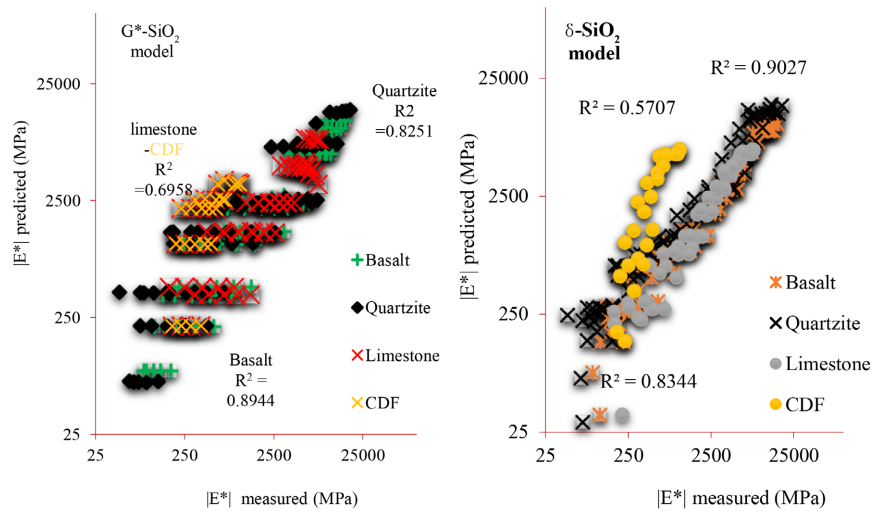 G*-SiO2
model
25000
2500
250
25
|E*| predicted (MPa)
limestone
-CDF
R2
=0.6958
Quartzite
R2
=0.8251
Basalt
R2 =
0.8944
Basalt
Quartzite
Limestone
CDF
25
250
2500
25000
|E*| measured (MPa)
δ-SiO2
model
25000
2500
250
25
|E*| predicted (MPa)
R² = 0.9027
R² = 0.5707
R² = 0.8344
Basalt
Quartzite
Limestone
CDF
25
250
2500
25000
|E*| measured (MPa)